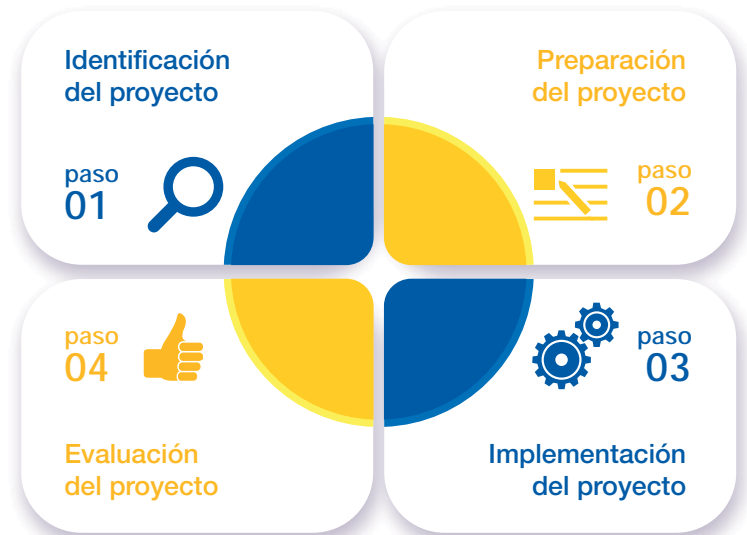 Identificación
del proyecto
paso
01
Preparación
del proyecto
paso
02
paso
03
Implementación
del proyecto
paso
04
Evaluación
del proyecto